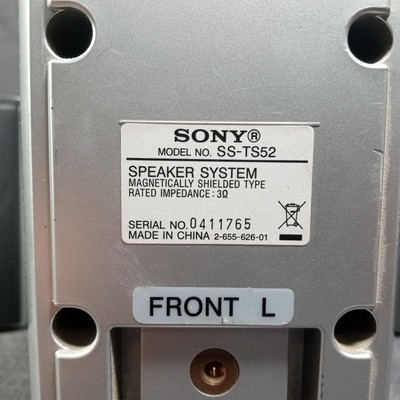 SONY®
MODEL NO. SS-TS52
SPEAKER SYSTEM
MAGNETICALLY SHIELDED TYPE
RATED IMPEDANCE: 3Ω
SERIAL NO. 0411765
MADE IN CHINA 2-655-626-01
FRONT L